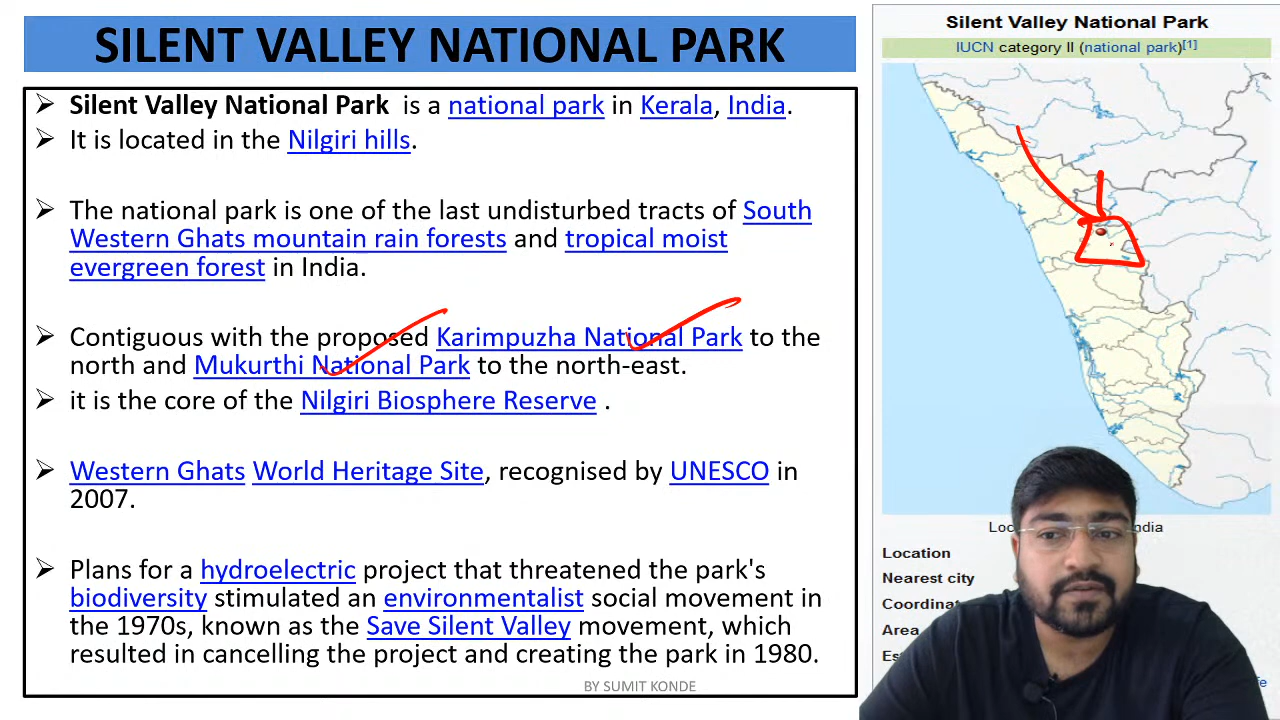 SILENT VALLEY NATIONAL PARK
➢ Silent Valley National Park is a national park in Kerala, India.
➢ It is located in the Nilgiri hills.
➢ The national park is one of the last undisturbed tracts of South
Western Ghats mountain rain forests and tropical moist
evergreen forest in India.
➢ Contiguous with the proposed Karimpuzha National Park to the
north and Mukurthi National Park to the north-east.
➢ it is the core of the Nilgiri Biosphere Reserve .
➢ Western Ghats World Heritage Site, recognised by UNESCO in
2007.
➢ Plans for a hydroelectric project that threatened the park's
biodiversity stimulated an environmentalist social movement in
the 1970s, known as the Save Silent Valley movement, which
resulted in cancelling the project and creating the park in 1980.
BY SUMIT KONDE
Silent Valley National Park
IUCN category II (national park)[1]
Location
Nearest city
Area